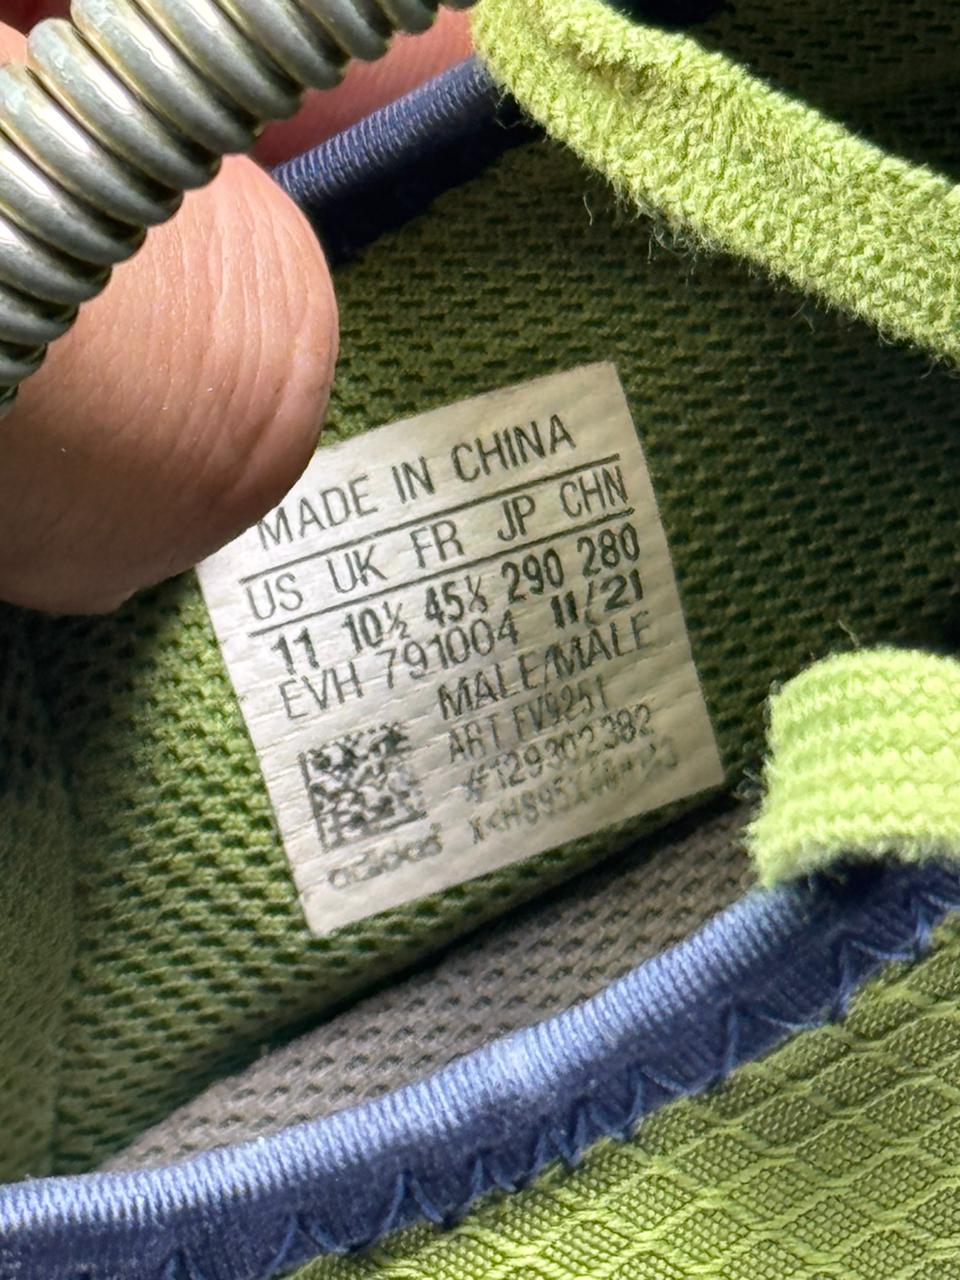 MADE IN CHINA
US UK FR JP CHN
11 10½ 45⅓ 290 280
EVH 791004 11/21
MALE/MALE
ART FV9251
#129302382
adidas